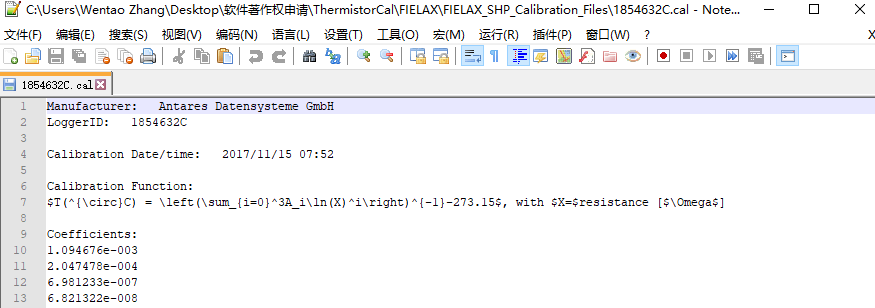 C:\Users\Wentao Zhang\Desktop\软件著作权申请\ThermistorCal\FIELAX\FIELAX_SHP_Calibration_Files\1854632C.cal - Note...
文件(F) 编辑(E) 搜索(S) 视图(V) 编码(N) 语言(L) 设置(T) 工具(O) 宏(M) 运行(R) 插件(P) 窗口(W) ? X
1854632C.cal
1 Manufacturer: Antares Datensysteme GmbH
2 LoggerID: 1854632C
3
4 Calibration Date/time: 2017/11/15 07:52
5
6 Calibration Function:
7 $T(^{\circ}C) = \left(\sum_{i=0}^3A_i\ln(X)^i\right)^{-1}-273.15$, with $X=$resistance [$\Omega$]
8
9 Coefficients:
10 1.094676e-003
11 2.047478e-004
12 6.981233e-007
13 6.821322e-008